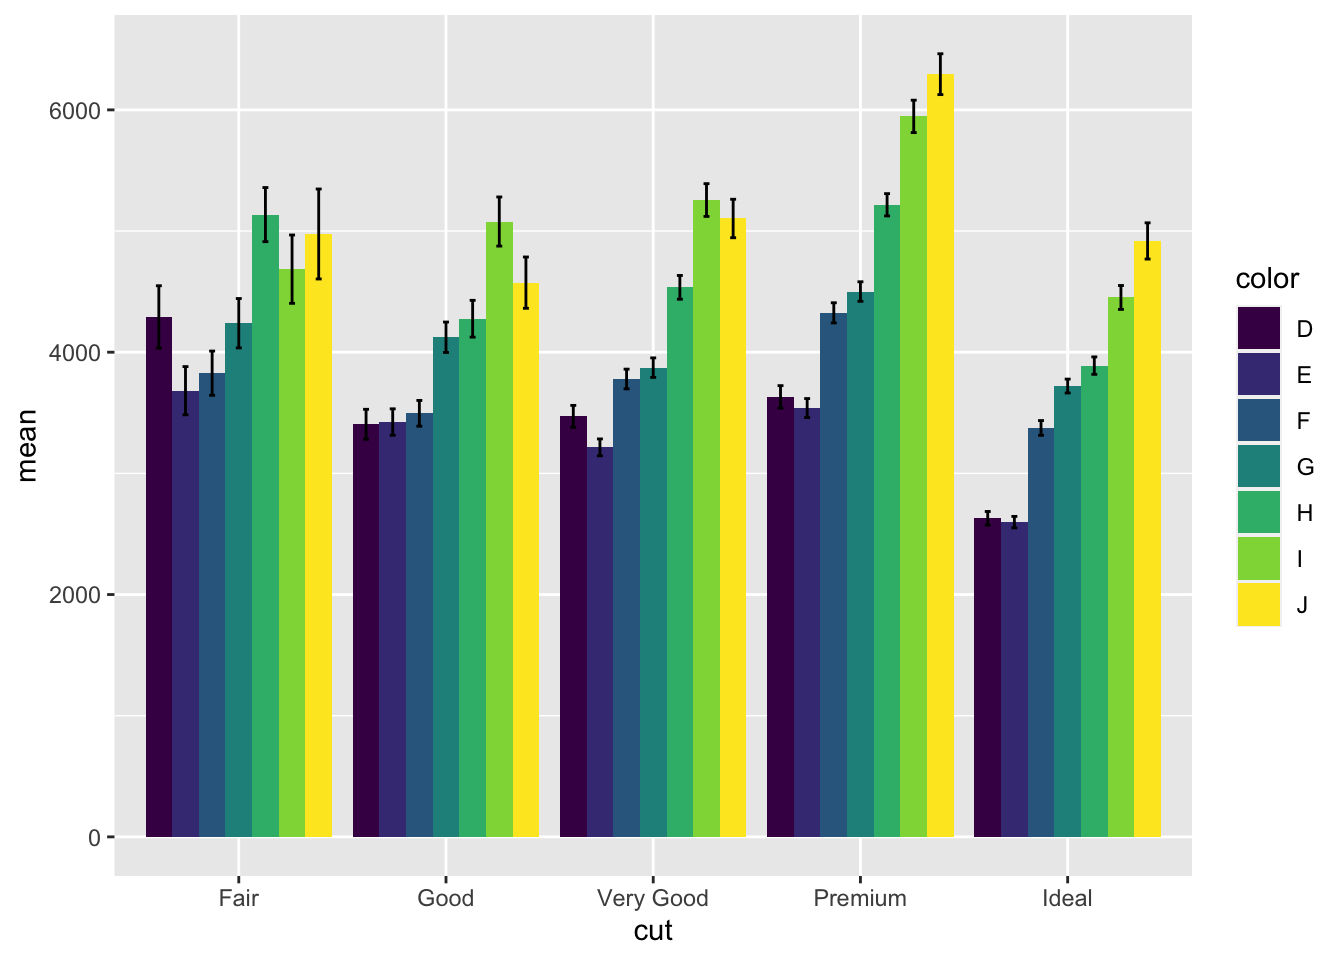 6000
4000
2000
0
mean
Fair
Good
Very Good
Premium
Ideal
cut
color
D
E
F
G
H
I
J